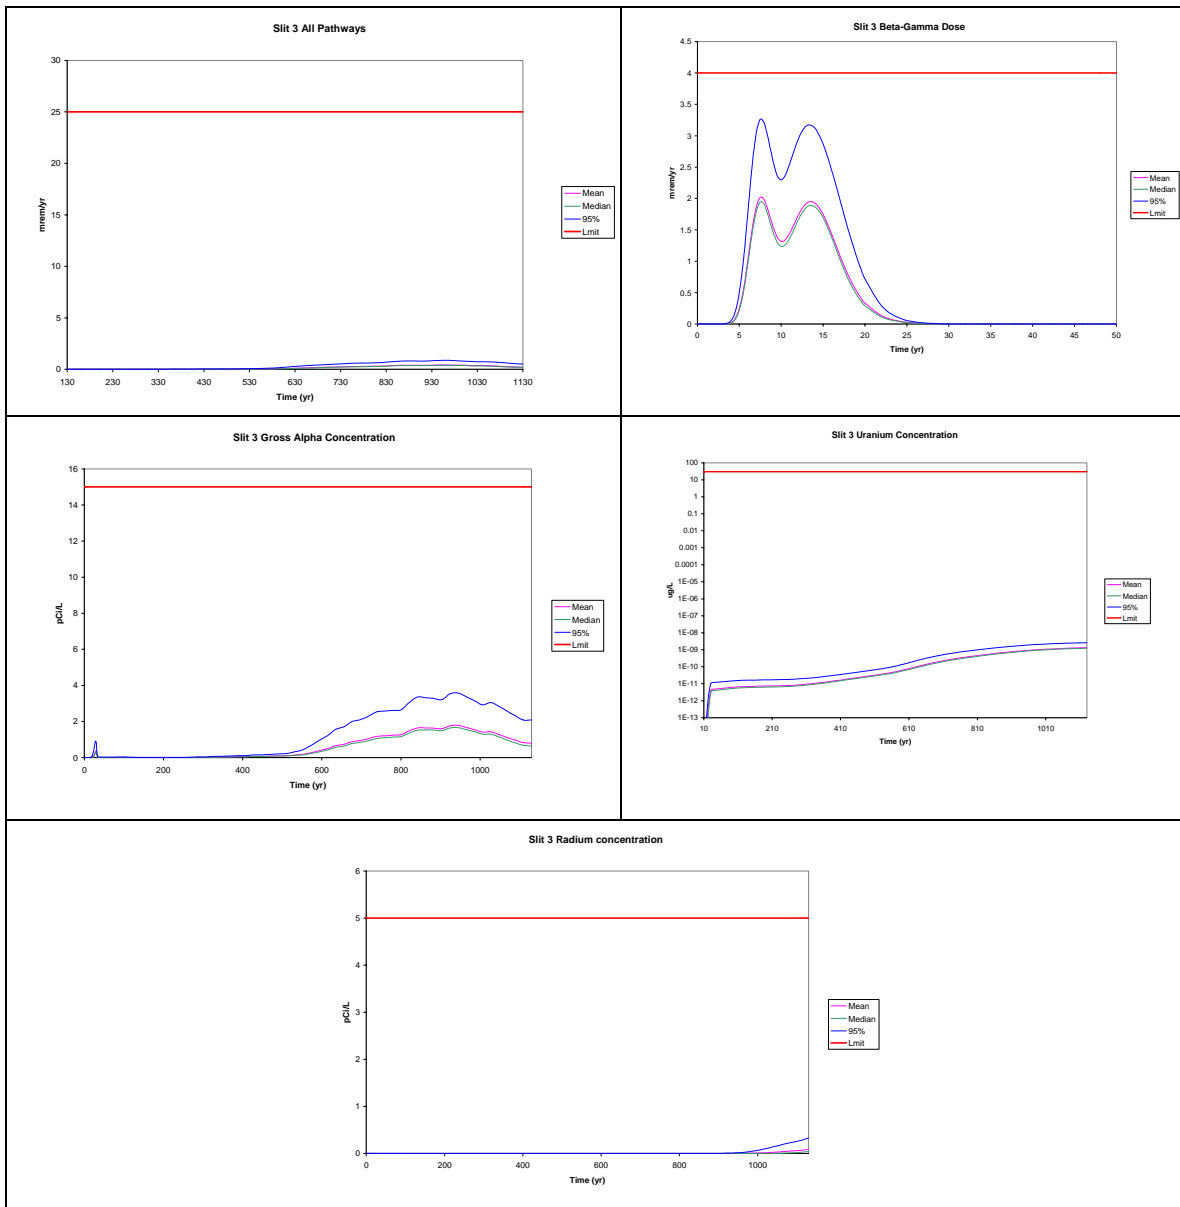 Slit 3 All Pathways
30
25
20
15
10
5
0
mrem/yr
130 230 330 430 530 630 730 830 930 1030 1130
Time (yr)
Mean
Median
95%
Lmit
Slit 3 Beta-Gamma Dose
4.5
4
3.5
3
2.5
2
1.5
1
0.5
0
mrem/yr
0 5 10 15 20 25 30 35 40 45 50
Time (yr)
Mean
Median
95%
Lmit
Slit 3 Gross Alpha Concentration
16
14
12
10
8
6
4
2
0
pCi/L
0 200 400 600 800 1000
Time (yr)
Mean
Median
95%
Lmit
Slit 3 Uranium Concentration
100
10
1
0.1
0.01
0.001
0.0001
1E-05
1E-06
1E-07
1E-08
1E-09
1E-10
1E-11
1E-12
1E-13
ug/L
10 210 410 610 810 1010
Time (yr)
Mean
Median
95%
Lmit
Slit 3 Radium concentration
6
5
4
3
2
1
0
pCi/L
0 200 400 600 800 1000
Time (yr)
Mean
Median
95%
Lmit